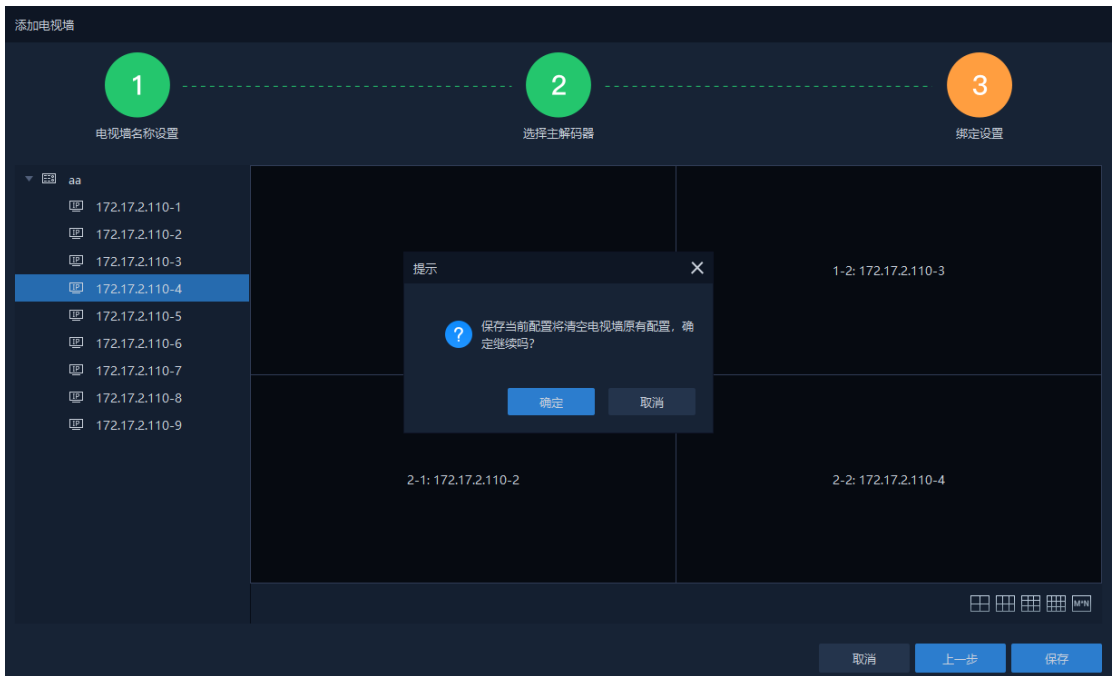 添加电视墙
1
2
3
电视墙名称设置
选择主解码器
绑定设置
aa
172.17.2.110-1
172.17.2.110-2
172.17.2.110-3
172.17.2.110-4
172.17.2.110-5
172.17.2.110-6
172.17.2.110-7
172.17.2.110-8
172.17.2.110-9
1-2: 172.17.2.110-3
提示
保存当前配置将清空电视墙原有配置，确
定继续吗?
确定
取消
2-1: 172.17.2.110-2
2-2: 172.17.2.110-4
M*N
取消
上一步
保存